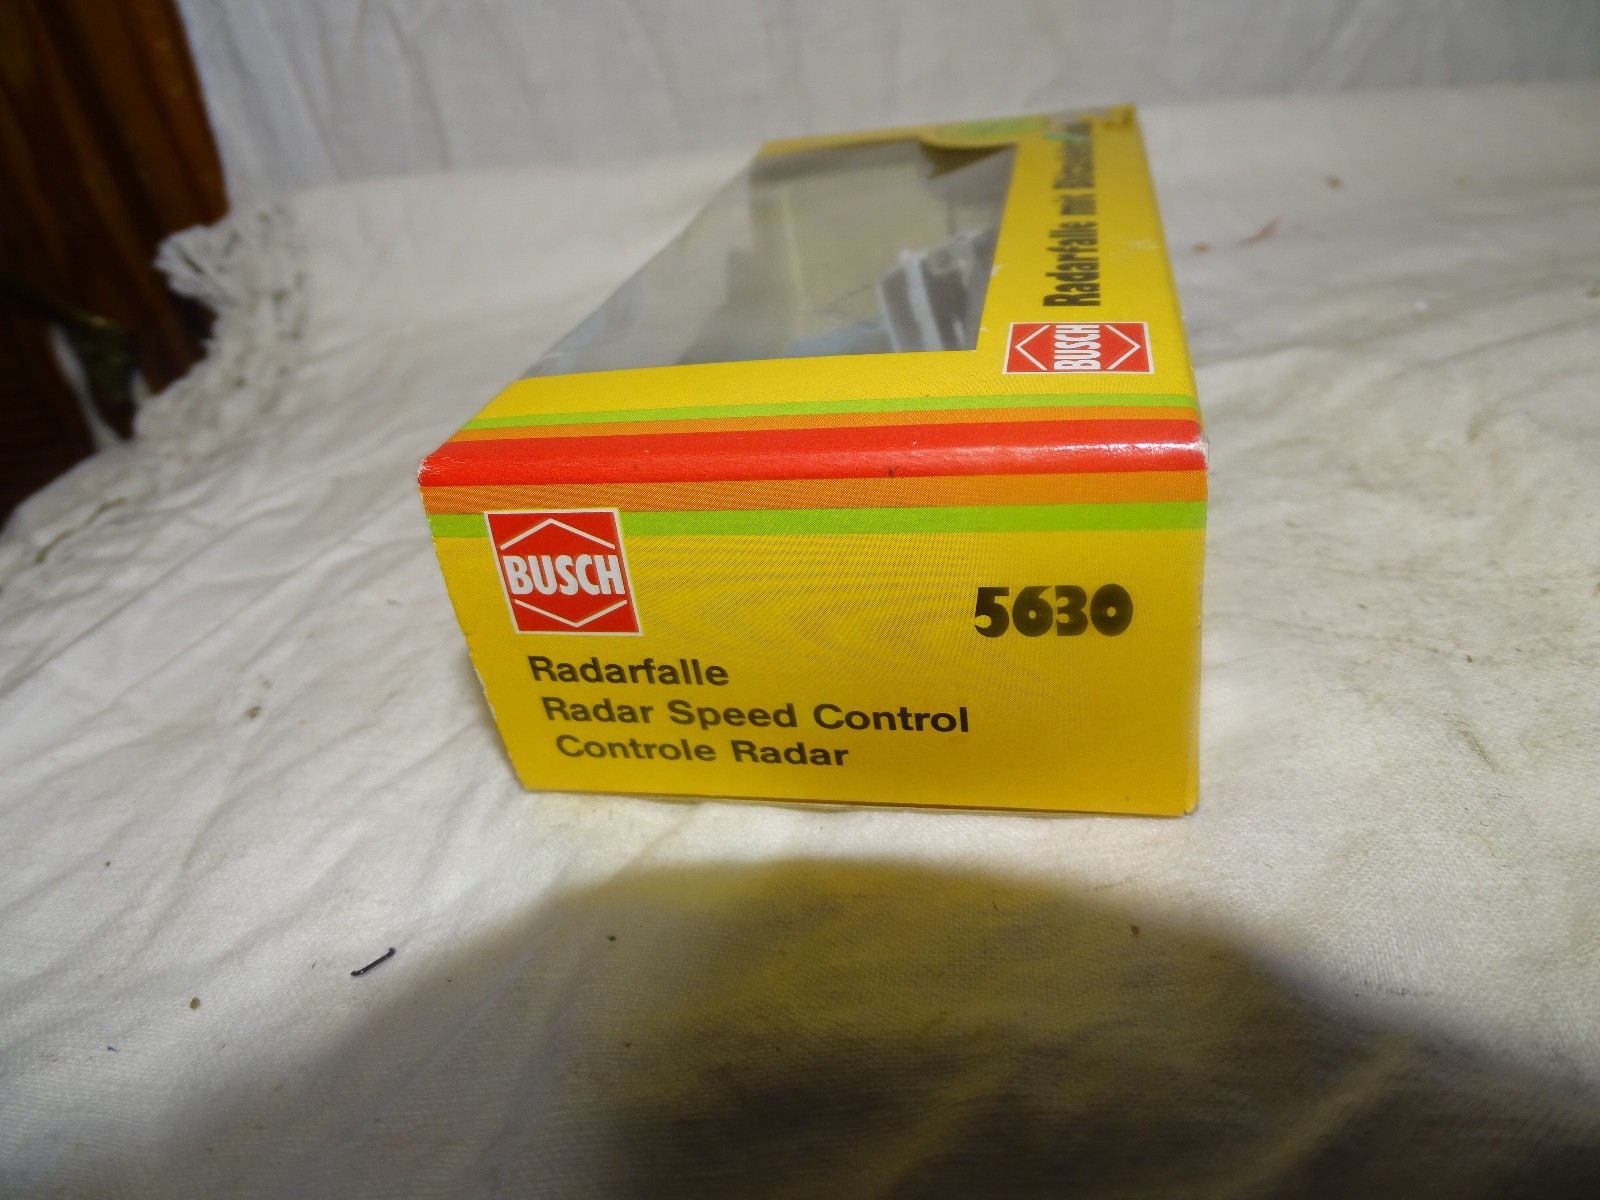 Radarfalle mit
BUSCH
BUSCH
5630
Radarfalle
Radar Speed Control
Controle Radar